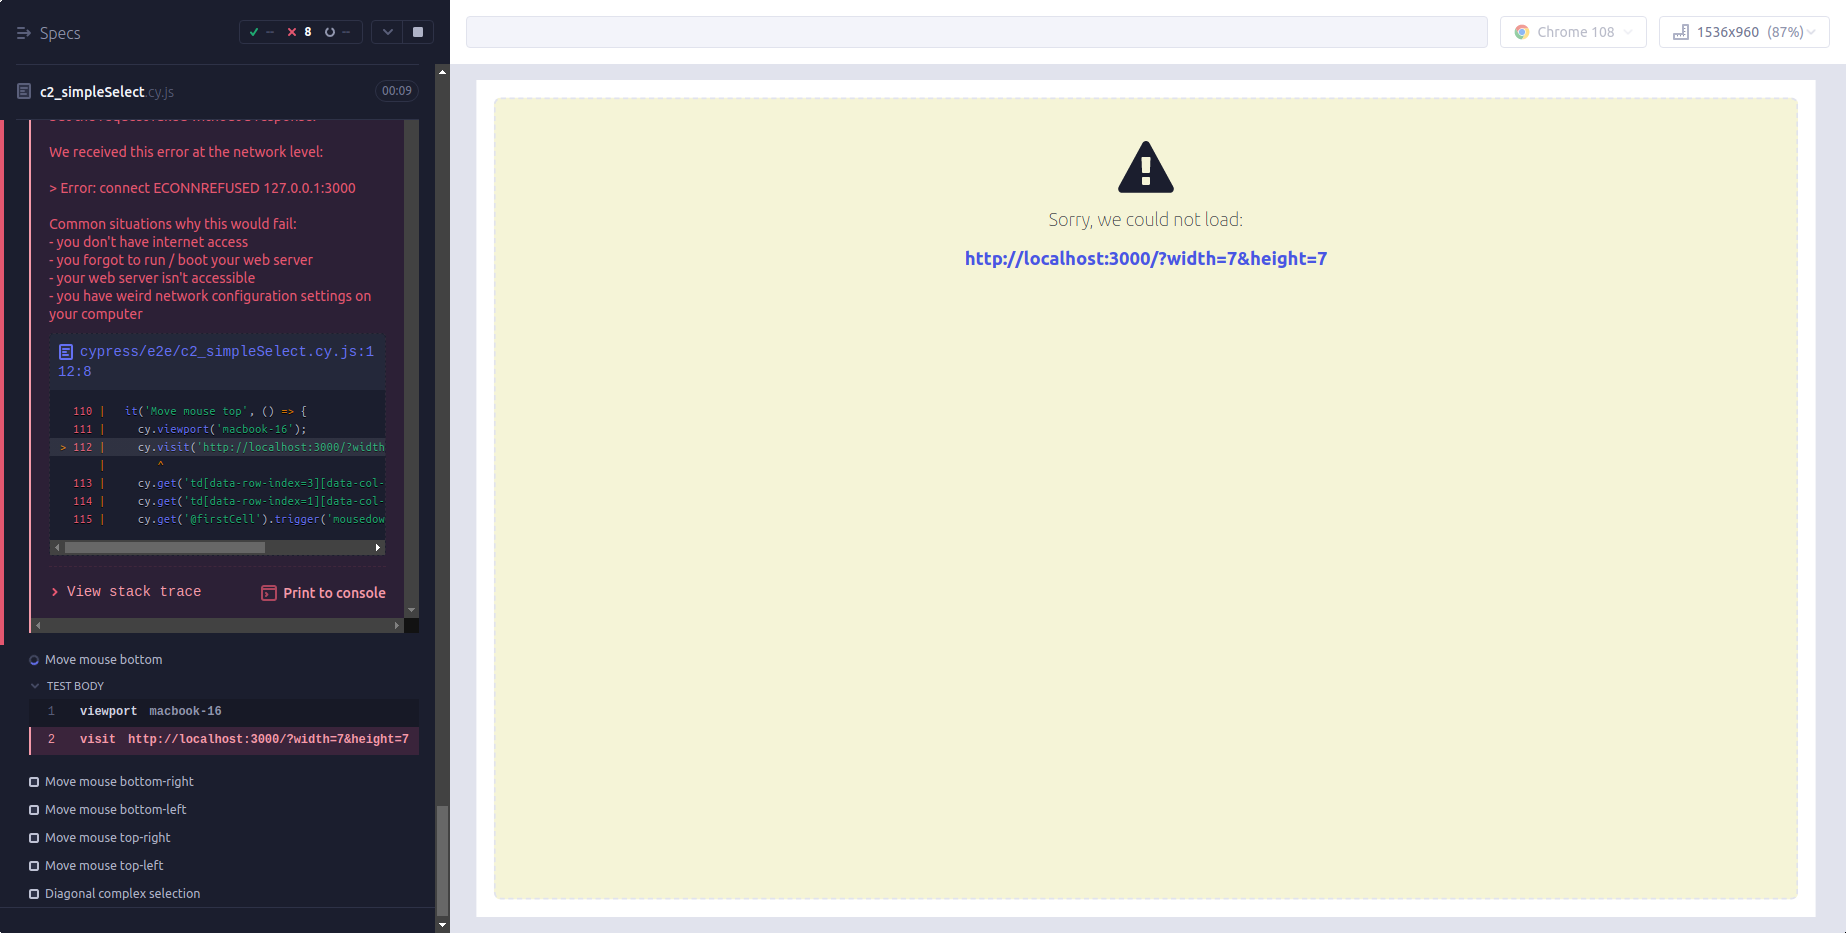 Specs
– 8 –
c2_simpleSelect.cy.js
00:09
We received this error at the network level:
> Error: connect ECONNREFUSED 127.0.0.1:3000
Common situations why this would fail:
- you don't have internet access
- you forgot to run / boot your web server
- your web server isn't accessible
- you have weird network configuration settings on
your computer
cypress/e2e/c2_simpleSelect.cy.js:1
12:8
110 | it('Move mouse top', () => {
111 | cy.viewport('macbook-16');
> 112 | cy.visit('http://localhost:3000/?width
| ^
113 | cy.get('td[data-row-index=3][data-col-
114 | cy.get('td[data-row-index=1][data-col-
115 | cy.get('@firstCell').trigger('mousedow
> View stack trace
Print to console
Move mouse bottom
TEST BODY
1 viewport macbook-16
2 visit http://localhost:3000/?width=7&height=7
Move mouse bottom-right
Move mouse bottom-left
Move mouse top-right
Move mouse top-left
Diagonal complex selection
Chrome 108
1536x960 (87%)
Sorry, we could not load:
http://localhost:3000/?width=7&height=7